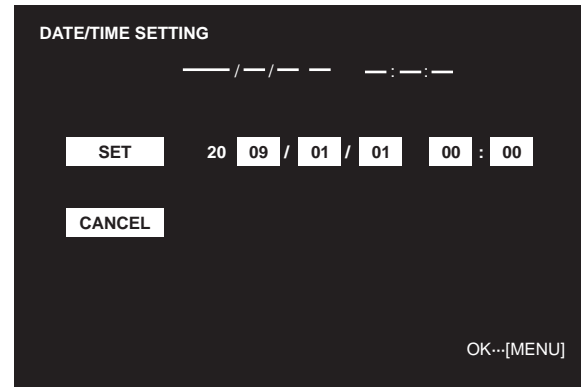 DATE/TIME SETTING
——/—/— — —:—:—
SET 20 09 / 01 / 01 00 : 00
CANCEL
OK···[MENU]